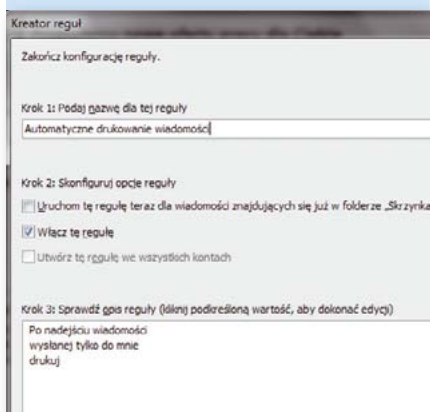 Kreator reguł
Zakończ konfigurację reguły.
Krok 1: Podaj nazwę dla tej reguły
Automatyczne drukowanie wiadomości
Krok 2: Skonfiguruj opcje reguły
Uruchom tę regułę teraz dla wiadomości znajdujących się już w folderze „Skrzynka
Włącz tę regułę
Utwórz tę regułę we wszystkich kontach
Krok 3: Sprawdź opis reguły (kliknij podkreśloną wartość, aby dokonać edycji)
Po nadejściu wiadomości
wysłanej tylko do mnie
drukuj